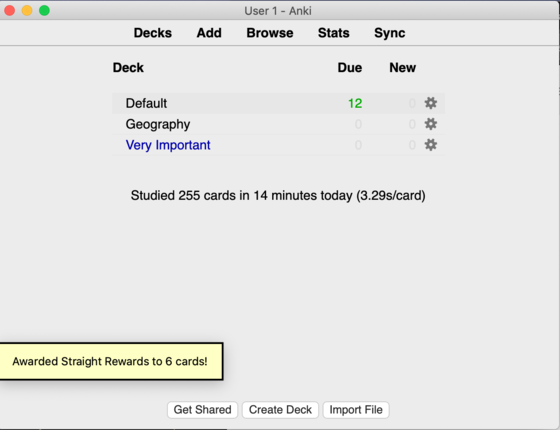 User 1 - Anki
Decks Add Browse Stats Sync
Deck Due New
Default 12 0
Geography 0 0
Very Important 0 0
Studied 255 cards in 14 minutes today (3.29s/card)
Awarded Straight Rewards to 6 cards!
Get Shared Create Deck Import File